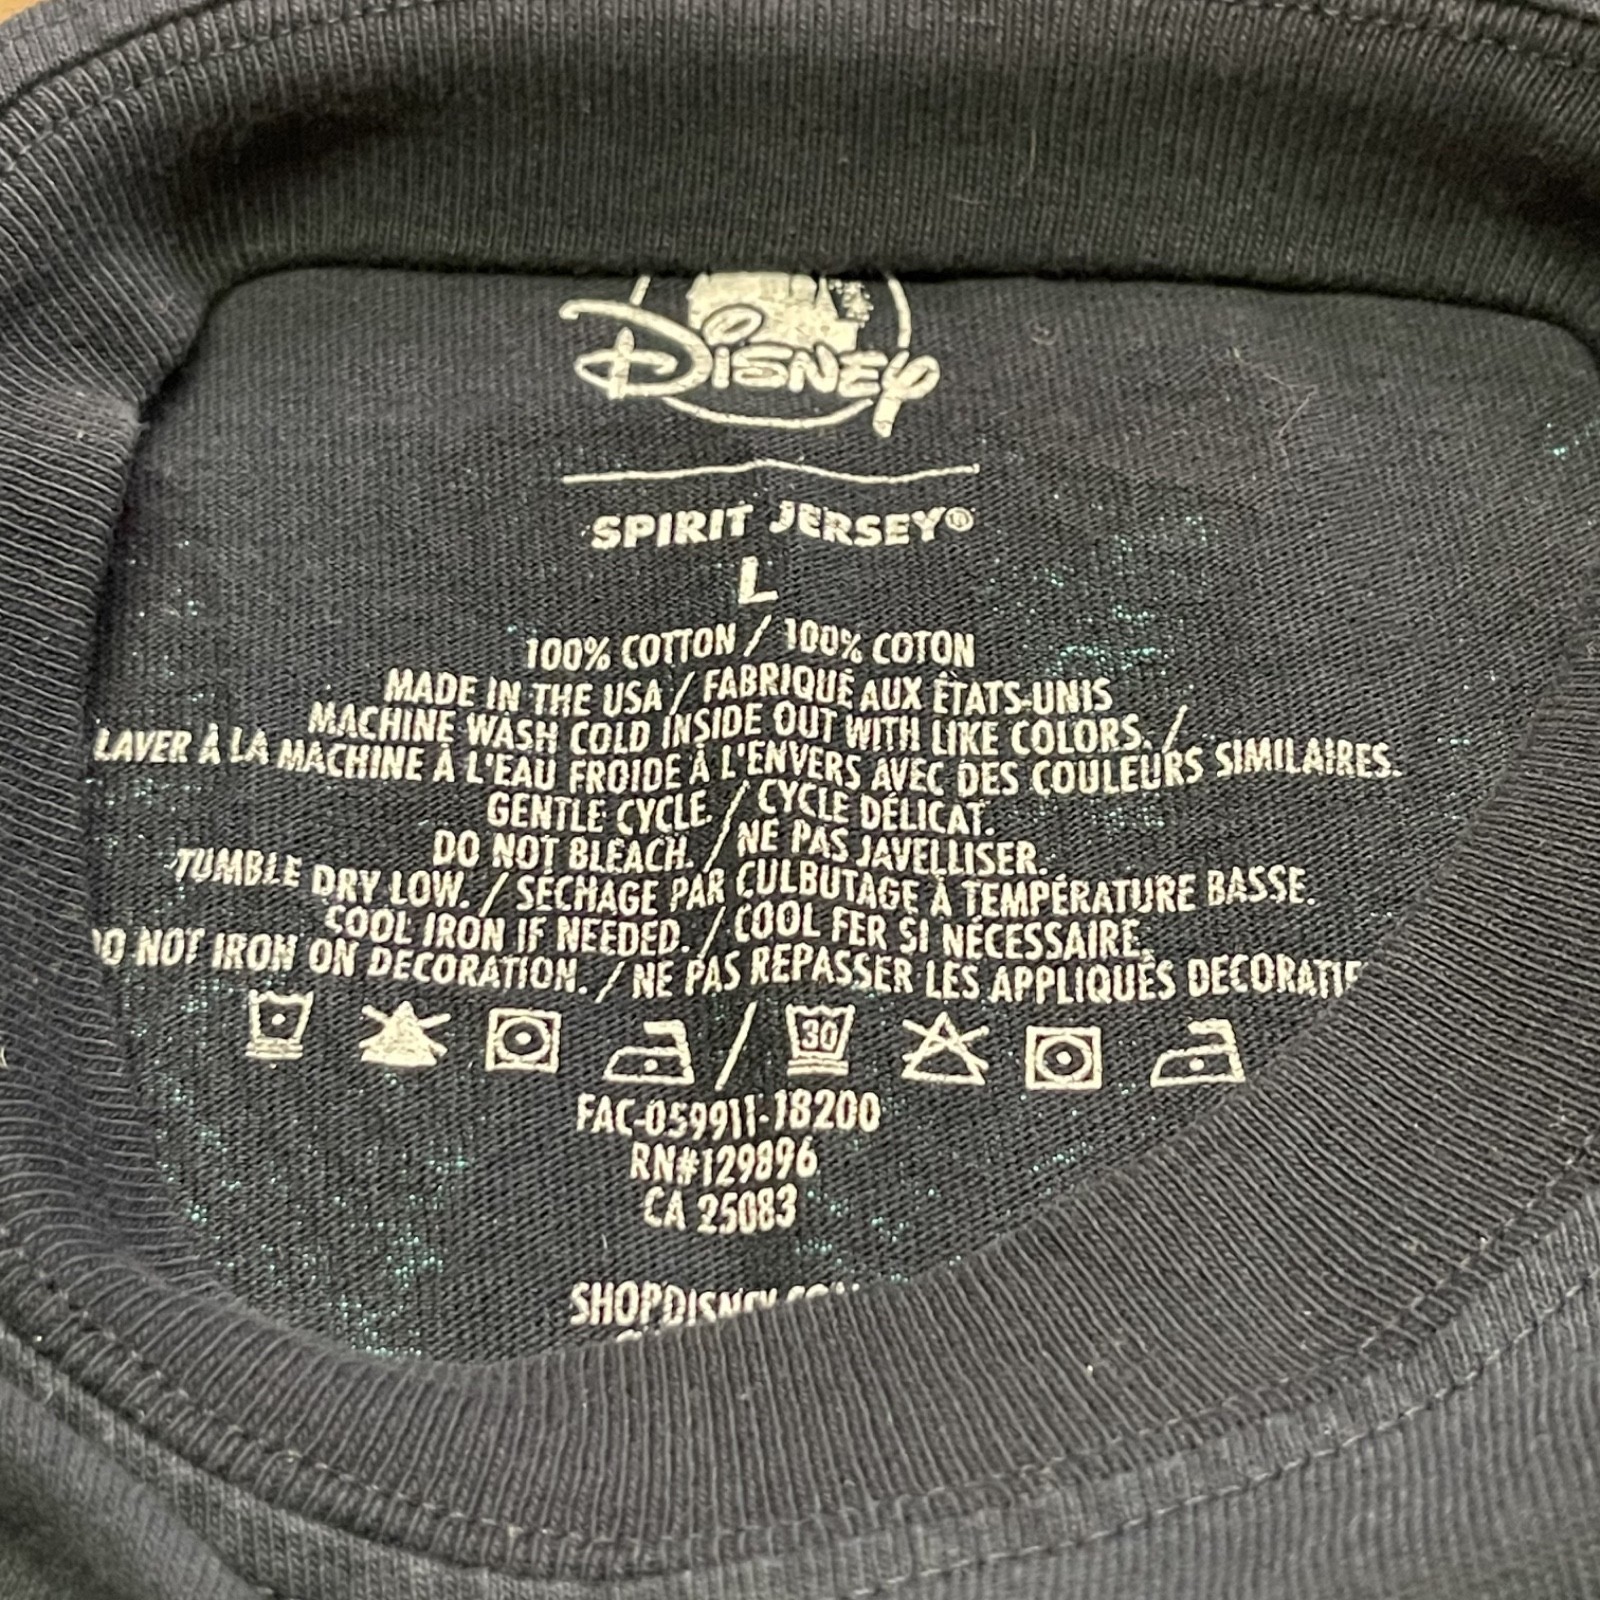 Disney
SPIRIT JERSEY®
L
100% COTTON / 100% COTON
MADE IN THE USA / FABRIQUÉ AUX ÉTATS-UNIS
MACHINE WASH COLD INSIDE OUT WITH LIKE COLORS. /
LAVER À LA MACHINE À L'EAU FROIDE À L'ENVERS AVEC DES COULEURS SIMILAIRES.
GENTLE CYCLE. / CYCLE DÉLICAT.
DO NOT BLEACH. / NE PAS JAVELLISER.
TUMBLE DRY LOW. / SÉCHAGE PAR CULBUTAGE À TEMPÉRATURE BASSE.
COOL IRON IF NEEDED. / COOL FER SI NÉCESSAIRE.
DO NOT IRON ON DECORATION. / NE PAS REPASSER LES APPLIQUÉS DECORATIF
/ 30
FAC-059911-18200
RN#129896
CA 25083
SHOPDISNEY.COM